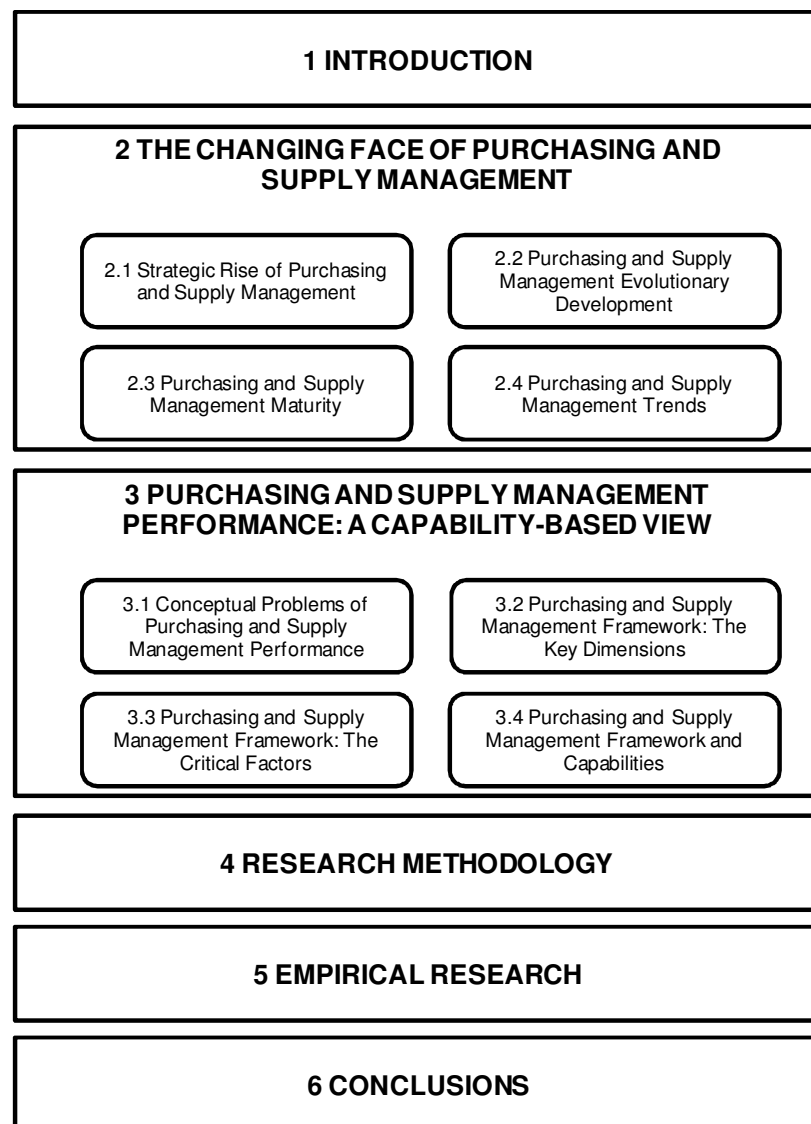 1 INTRODUCTION
2 THE CHANGING FACE OF PURCHASING AND
SUPPLY MANAGEMENT
2.1 Strategic Rise of Purchasing
and Supply Management
2.2 Purchasing and Supply
Management Evolutionary
Development
2.3 Purchasing and Supply
Management Maturity
2.4 Purchasing and Supply
Management Trends
3 PURCHASING AND SUPPLY MANAGEMENT
PERFORMANCE: A CAPABILITY-BASED VIEW
3.1 Conceptual Problems of
Purchasing and Supply
Management Performance
3.2 Purchasing and Supply
Management Framework: The
Key Dimensions
3.3 Purchasing and Supply
Management Framework: The
Critical Factors
3.4 Purchasing and Supply
Management Framework and
Capabilities
4 RESEARCH METHODOLOGY
5 EMPIRICAL RESEARCH
6 CONCLUSIONS